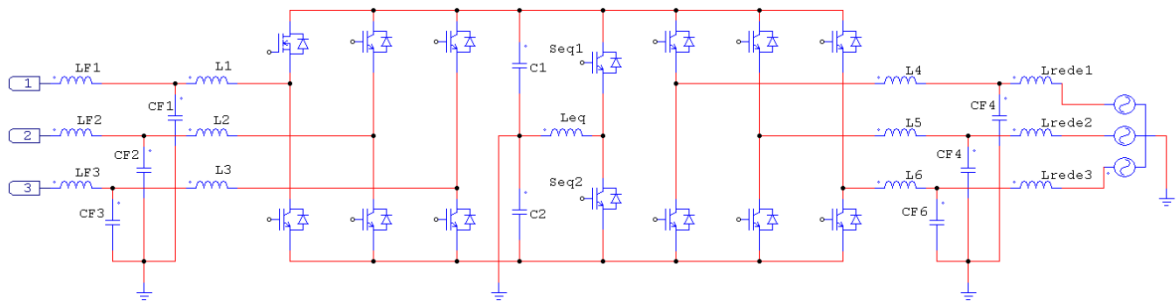 Seq1
LF1
L1
C1
L4
Lrede1
1
CF1
CF4
LF2
L2
Leq
L5
Lrede2
2
CF2
CF4
LF3
L3
Seq2
L6
Lrede3
3
CF3
C2
CF6